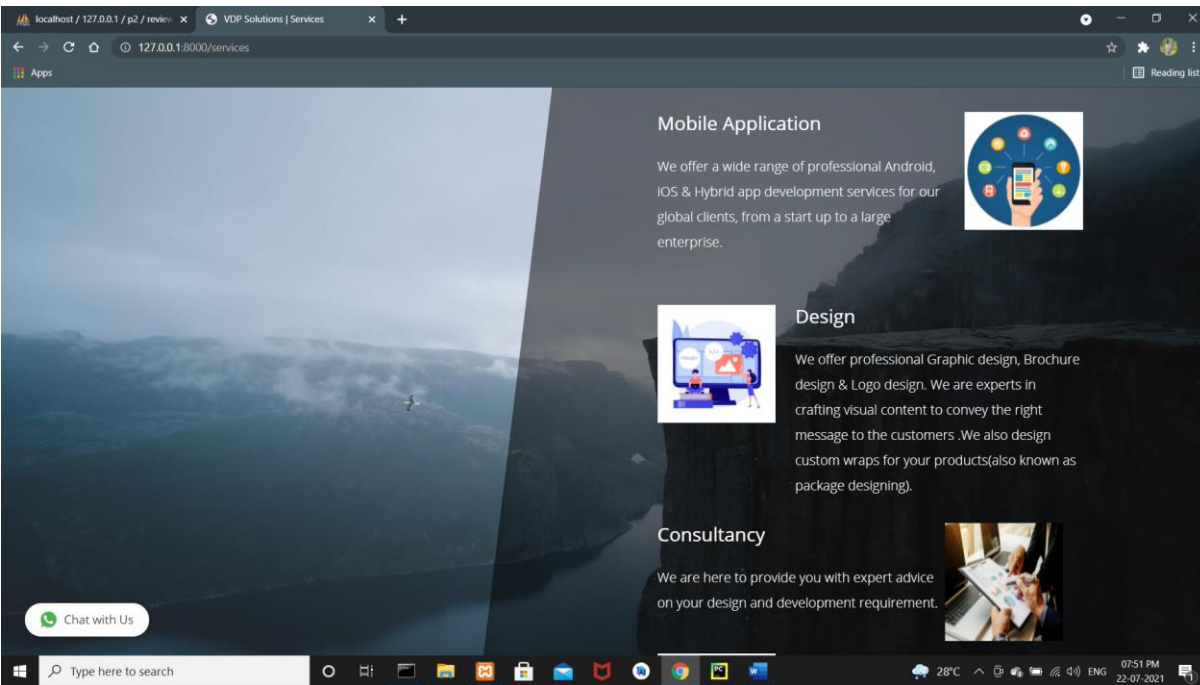 localhost / 127.0.0.1 / p2 / review
VDP Solutions | Services
127.0.0.1:8000/services
Apps
Reading list
Mobile Application
We offer a wide range of professional Android,
iOS & Hybrid app development services for our
global clients, from a start up to a large
enterprise.
Design
We offer professional Graphic design, Brochure
design & Logo design. We are experts in
crafting visual content to convey the right
message to the customers .We also design
custom wraps for your products(also known as
package designing).
Consultancy
We are here to provide you with expert advice
on your design and development requirement.
Chat with Us
Type here to search
28°C
ENG
07:51 PM
22-07-2021